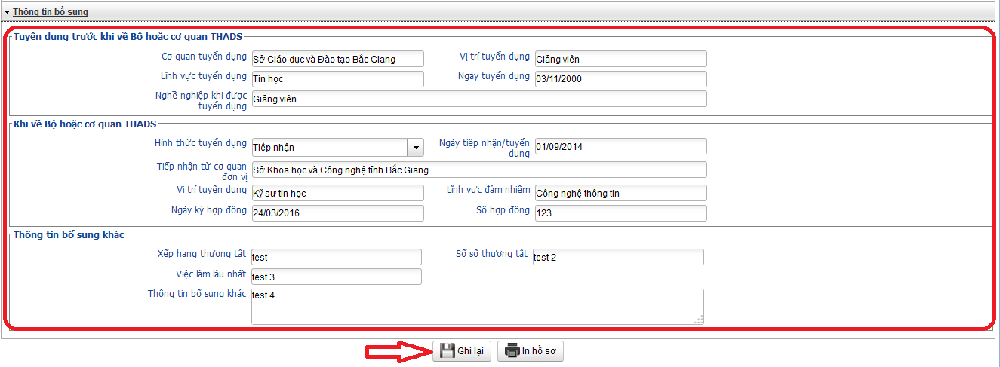 Thông tin bổ sung
Tuyển dụng trước khi về Bộ hoặc cơ quan THADS
Cơ quan tuyển dụng Sở Giáo dục và Đào tạo Bắc Giang Vị trí tuyển dụng Giảng viên
Lĩnh vực tuyển dụng Tin học Ngày tuyển dụng 03/11/2000
Nghề nghiệp khi được
tuyển dụng Giảng viên
Khi về Bộ hoặc cơ quan THADS
Hình thức tuyển dụng Tiếp nhận Ngày tiếp nhận/tuyển
dụng 01/09/2014
Tiếp nhận từ cơ quan
đơn vị Sở Khoa học và Công nghệ tỉnh Bắc Giang
Vị trí tuyển dụng Kỹ sư tin học Lĩnh vực đảm nhiệm Công nghệ thông tin
Ngày ký hợp đồng 24/03/2016 Số hợp đồng 123
Thông tin bổ sung khác
Xếp hạng thương tật test Số sổ thương tật test 2
Việc làm lâu nhất test 3
Thông tin bổ sung khác test 4
Ghi lại In hồ sơ